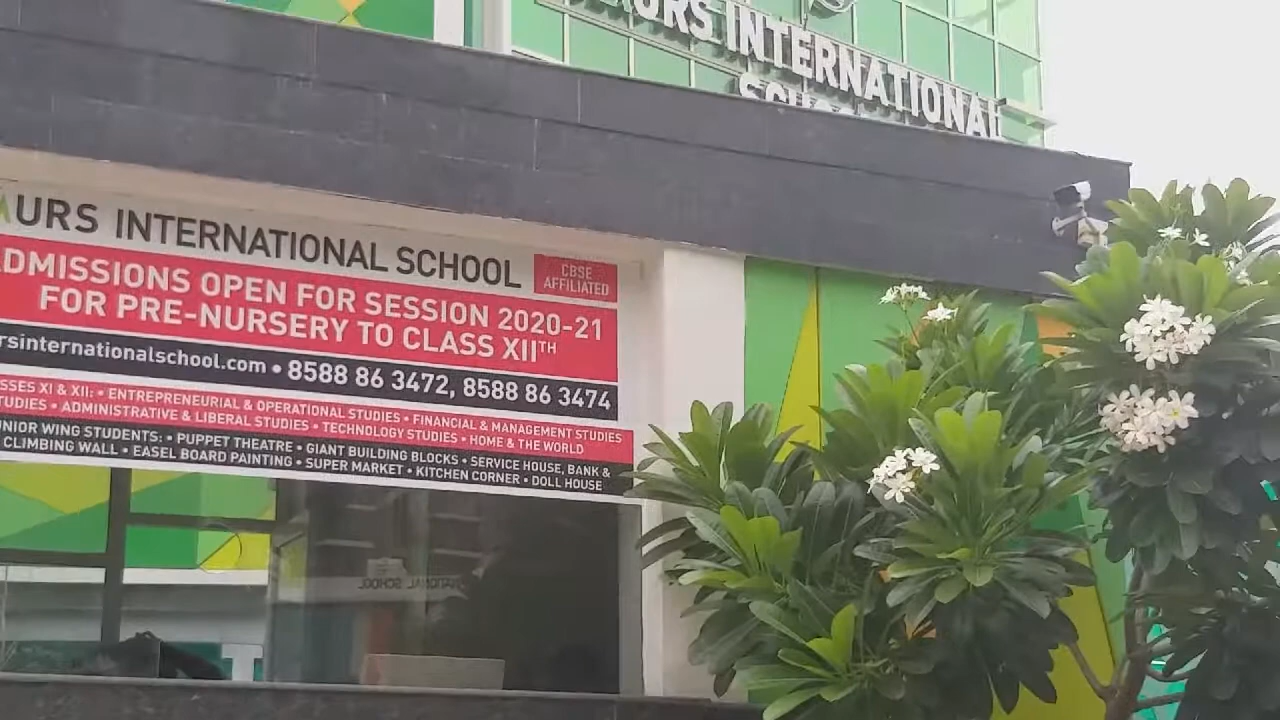 URS INTERNATIONAL
SCHOOL
URS INTERNATIONAL SCHOOL
CBSE
AFFILIATED
DMISSIONS OPEN FOR SESSION 2020-21
FOR PRE-NURSERY TO CLASS XIITH
rsinternationalschool.com • 8588 86 3472, 8588 86 3474
SSES XI & XII: • ENTREPRENEURIAL & OPERATIONAL STUDIES • FINANCIAL & MANAGEMENT STUDIES
TUDIES • ADMINISTRATIVE & LIBERAL STUDIES • TECHNOLOGY STUDIES • HOME & THE WORLD
UNIOR WING STUDENTS: • PUPPET THEATRE • GIANT BUILDING BLOCKS • SERVICE HOUSE, BANK &
CLIMBING WALL • EASEL BOARD PAINTING • SUPER MARKET • KITCHEN CORNER • DOLL HOUSE